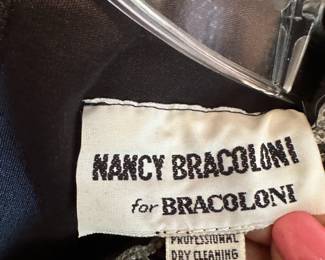 NANCY BRACOLONI
for BRACOLONI
PROFESSIONAL
DRY CLEANING